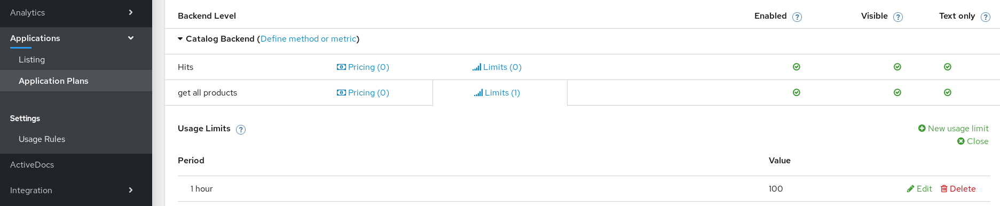 Analytics
Applications
Listing
Application Plans
Settings
Usage Rules
ActiveDocs
Integration
Backend Level Enabled ? Visible ? Text only ?
Catalog Backend (Define method or metric)
Hits Pricing (0) Limits (0)
get all products Pricing (0) Limits (1)
Usage Limits ? New usage limit
Close
Period Value
1 hour 100 Edit Delete